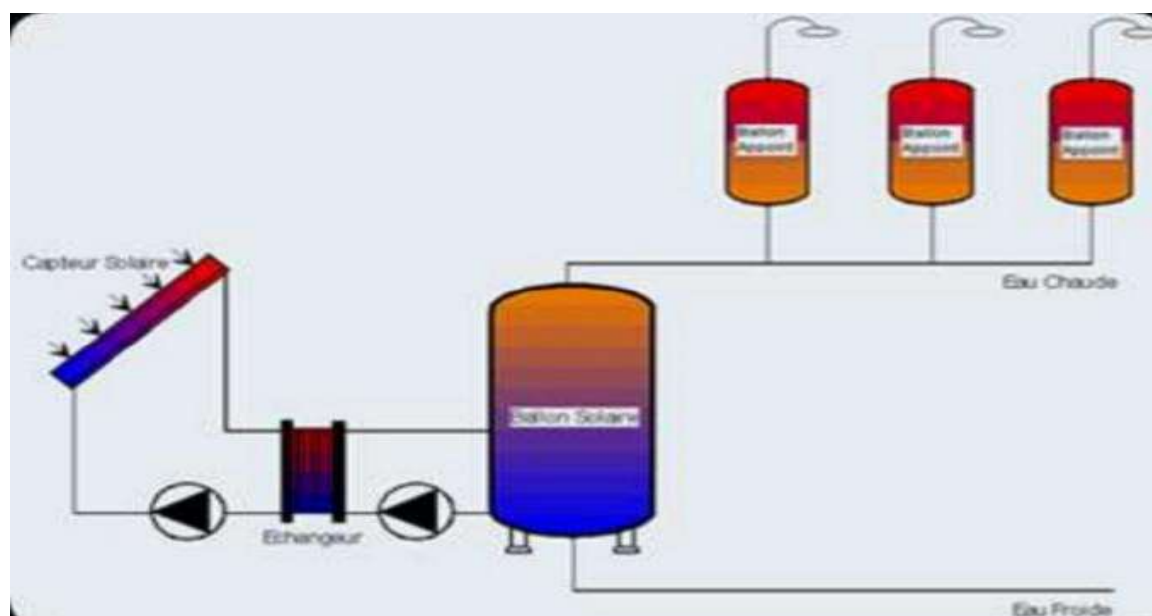 Ballon
Appoint
Ballon
Appoint
Ballon
Appoint
Capteur Solaire
Eau Chaude
Ballon Solaire
Echangeur
Eau Froide